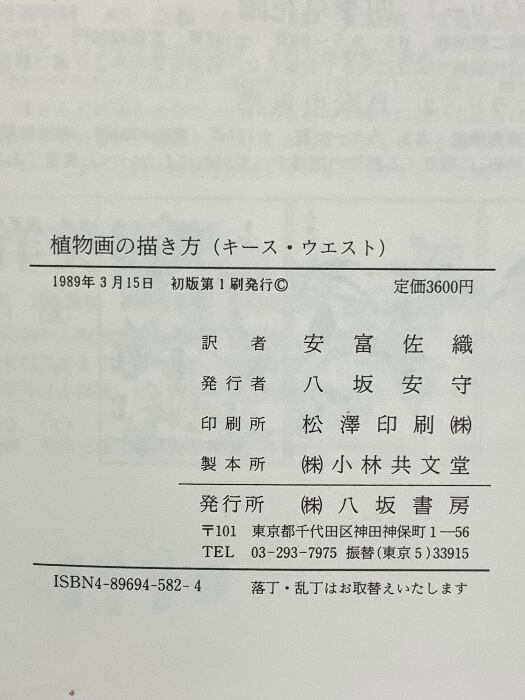 植物画の描き方（キース・ウエスト）
1989年3月15日 初版第1刷発行© 定価3600円
訳者 安富佐織
発行者 八坂安守
印刷所 松澤印刷㈱
製本所 ㈱小林共文堂
発行所 ㈱八坂書房
〒101 東京都千代田区神田神保町1―56
TEL 03-293-7975 振替(東京5)33915
ISBN4-89694-582-4 落丁・乱丁はお取替えいたします